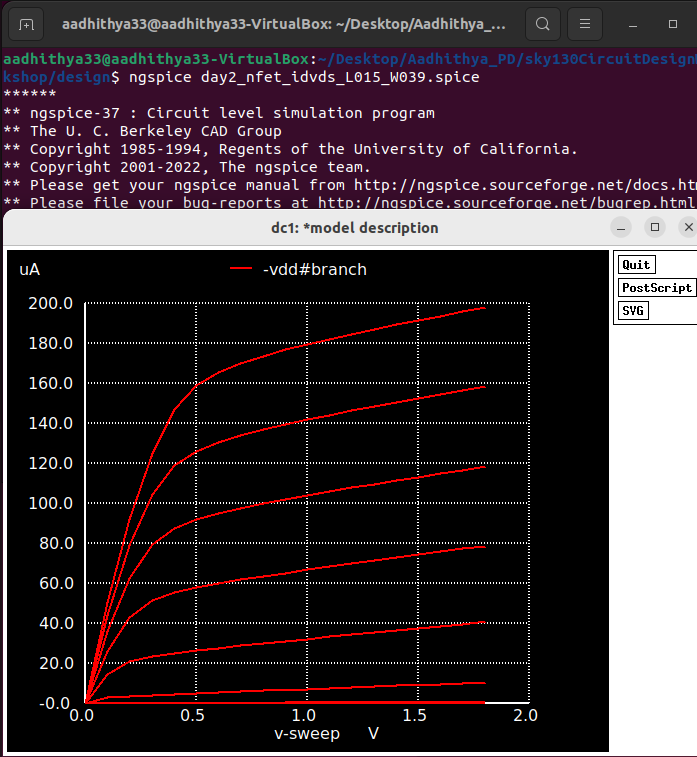 aadhithya33@aadhithya33-VirtualBox: ~/Desktop/Aadhithya_...
aadhithya33@aadhithya33-VirtualBox:~/Desktop/Aadhithya_PD/sky130CircuitDesignW
kshop/design$ ngspice day2_nfet_idvds_L015_W039.spice
******
** ngspice-37 : Circuit level simulation program
** The U. C. Berkeley CAD Group
** Copyright 1985-1994, Regents of the University of California.
** Copyright 2001-2022, The ngspice team.
** Please get your ngspice manual from http://ngspice.sourceforge.net/docs.htm
** Please file your bug-reports at http://ngspice.sourceforge.net/bugrep.html
dc1: *model description
Quit
PostScript
SVG
uA
-vdd#branch
200.0
180.0
160.0
140.0
120.0
100.0
80.0
60.0
40.0
20.0
-0.0
0.0 0.5 1.0 1.5 2.0
v-sweep V